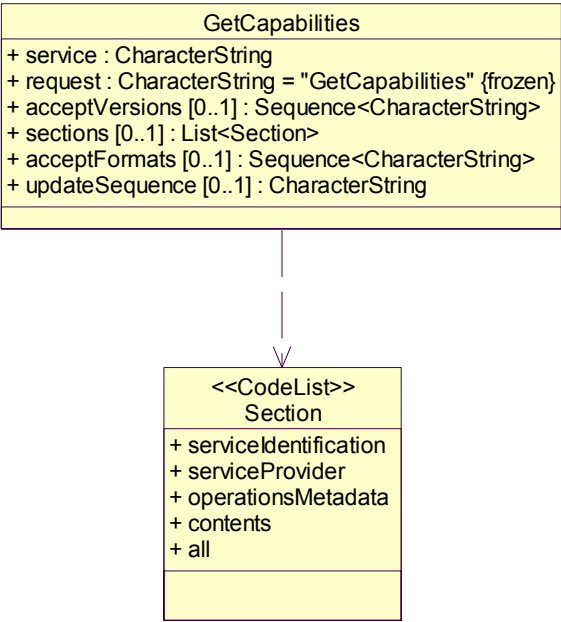 GetCapabilities
+ service : CharacterString
+ request : CharacterString = "GetCapabilities" {frozen}
+ acceptVersions [0..1] : Sequence<CharacterString>
+ sections [0..1] : List<Section>
+ acceptFormats [0..1] : Sequence<CharacterString>
+ updateSequence [0..1] : CharacterString
<<CodeList>>
Section
+ serviceIdentification
+ serviceProvider
+ operationsMetadata
+ contents
+ all